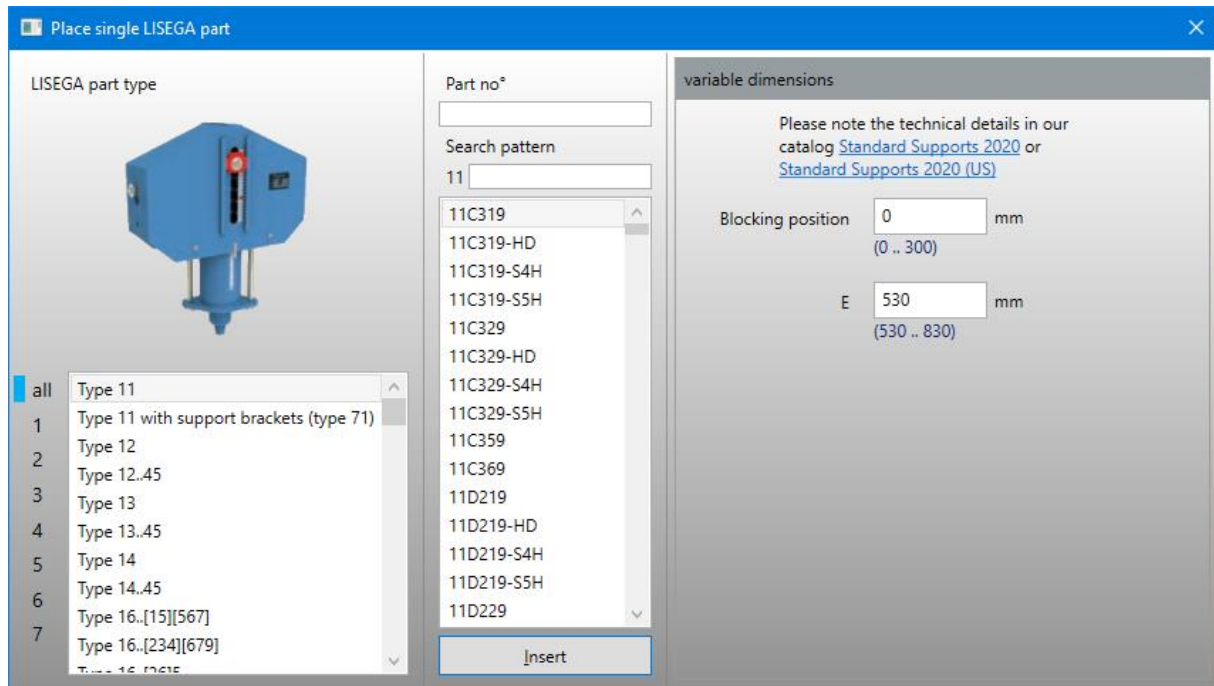 Place single LISEGA part
LISEGA part type
all
1
2
3
4
5
6
7
Type 11
Type 11 with support brackets (type 71)
Type 12
Type 12..45
Type 13
Type 13..45
Type 14
Type 14..45
Type 16..[15][567]
Type 16..[234][679]
Part no°
Search pattern
11
11C319
11C319-HD
11C319-S4H
11C319-S5H
11C329
11C329-HD
11C329-S4H
11C329-S5H
11C359
11C369
11D219
11D219-HD
11D219-S4H
11D219-S5H
11D229
Insert
variable dimensions
Please note the technical details in our
catalog Standard Supports 2020 or
Standard Supports 2020 (US)
Blocking position 0 mm
(0 .. 300)
E 530 mm
(530 .. 830)